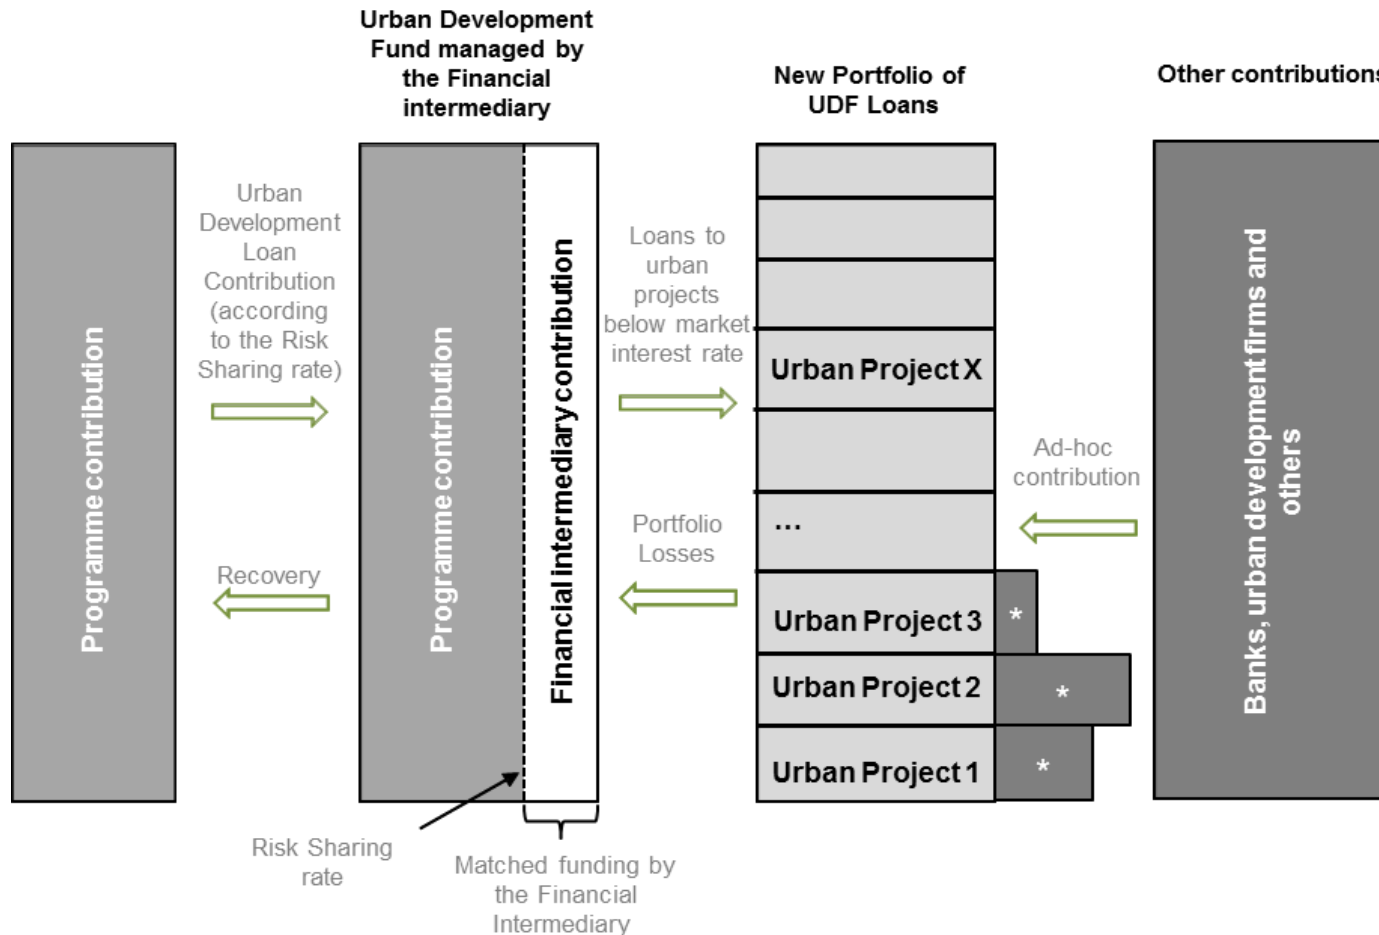 Urban Development
Fund managed by
the Financial
intermediary
New Portfolio of
UDF Loans
Other contributions
Programme contribution
Urban
Development
Loan
Contribution
(according
to the Risk
Sharing rate)
Recovery
Programme contribution
Financial intermediary contribution
Loans to
urban
projects
below market
interest rate
Portfolio
Losses
Urban Project X
...
Urban Project 3
*
Urban Project 2
*
Urban Project 1
*
Ad-hoc
contribution
Banks, urban development firms and
others
Risk Sharing
rate
Matched funding by
the Financial
Intermediary